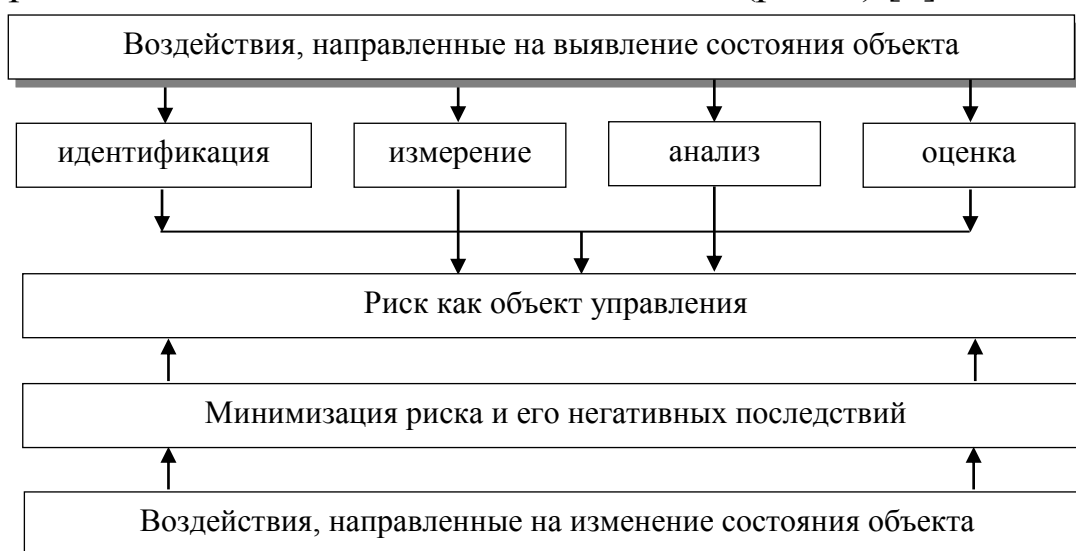 Воздействия, направленные на выявление состояния объекта
идентификация измерение анализ оценка
Риск как объект управления
Минимизация риска и его негативных последствий
Воздействия, направленные на изменение состояния объекта